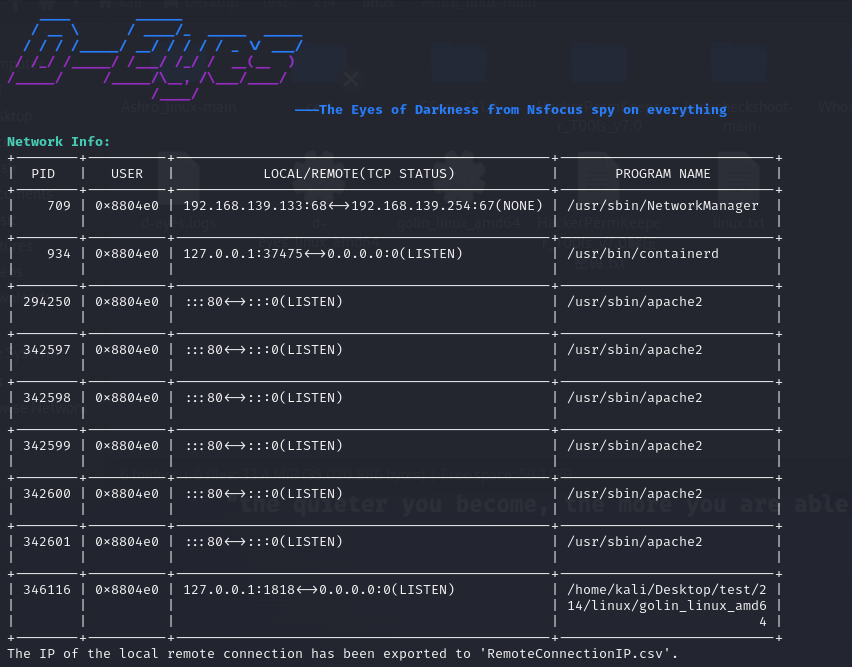 D-Eyes
———The Eyes of Darkness from Nsfocus spy on everything
Network Info:
PID | USER | LOCAL/REMOTE(TCP STATUS) | PROGRAM NAME
709 | 0×8804e0 | 192.168.139.133:68<->192.168.139.254:67(NONE) | /usr/sbin/NetworkManager
934 | 0×8804e0 | 127.0.0.1:37475<->0.0.0.0:0(LISTEN) | /usr/bin/containerd
294250 | 0×8804e0 | :::80<->:::0(LISTEN) | /usr/sbin/apache2
342597 | 0×8804e0 | :::80<->:::0(LISTEN) | /usr/sbin/apache2
342598 | 0×8804e0 | :::80<->:::0(LISTEN) | /usr/sbin/apache2
342599 | 0×8804e0 | :::80<->:::0(LISTEN) | /usr/sbin/apache2
342600 | 0×8804e0 | :::80<->:::0(LISTEN) | /usr/sbin/apache2
the quieter you become, the more you are able
342601 | 0×8804e0 | :::80<->:::0(LISTEN) | /usr/sbin/apache2
346116 | 0×8804e0 | 127.0.0.1:1818<->0.0.0.0:0(LISTEN) | /home/kali/Desktop/test/2
14/linux/golin_linux_amd6
4
The IP of the local remote connection has been exported to 'RemoteConnectionIP.csv'.